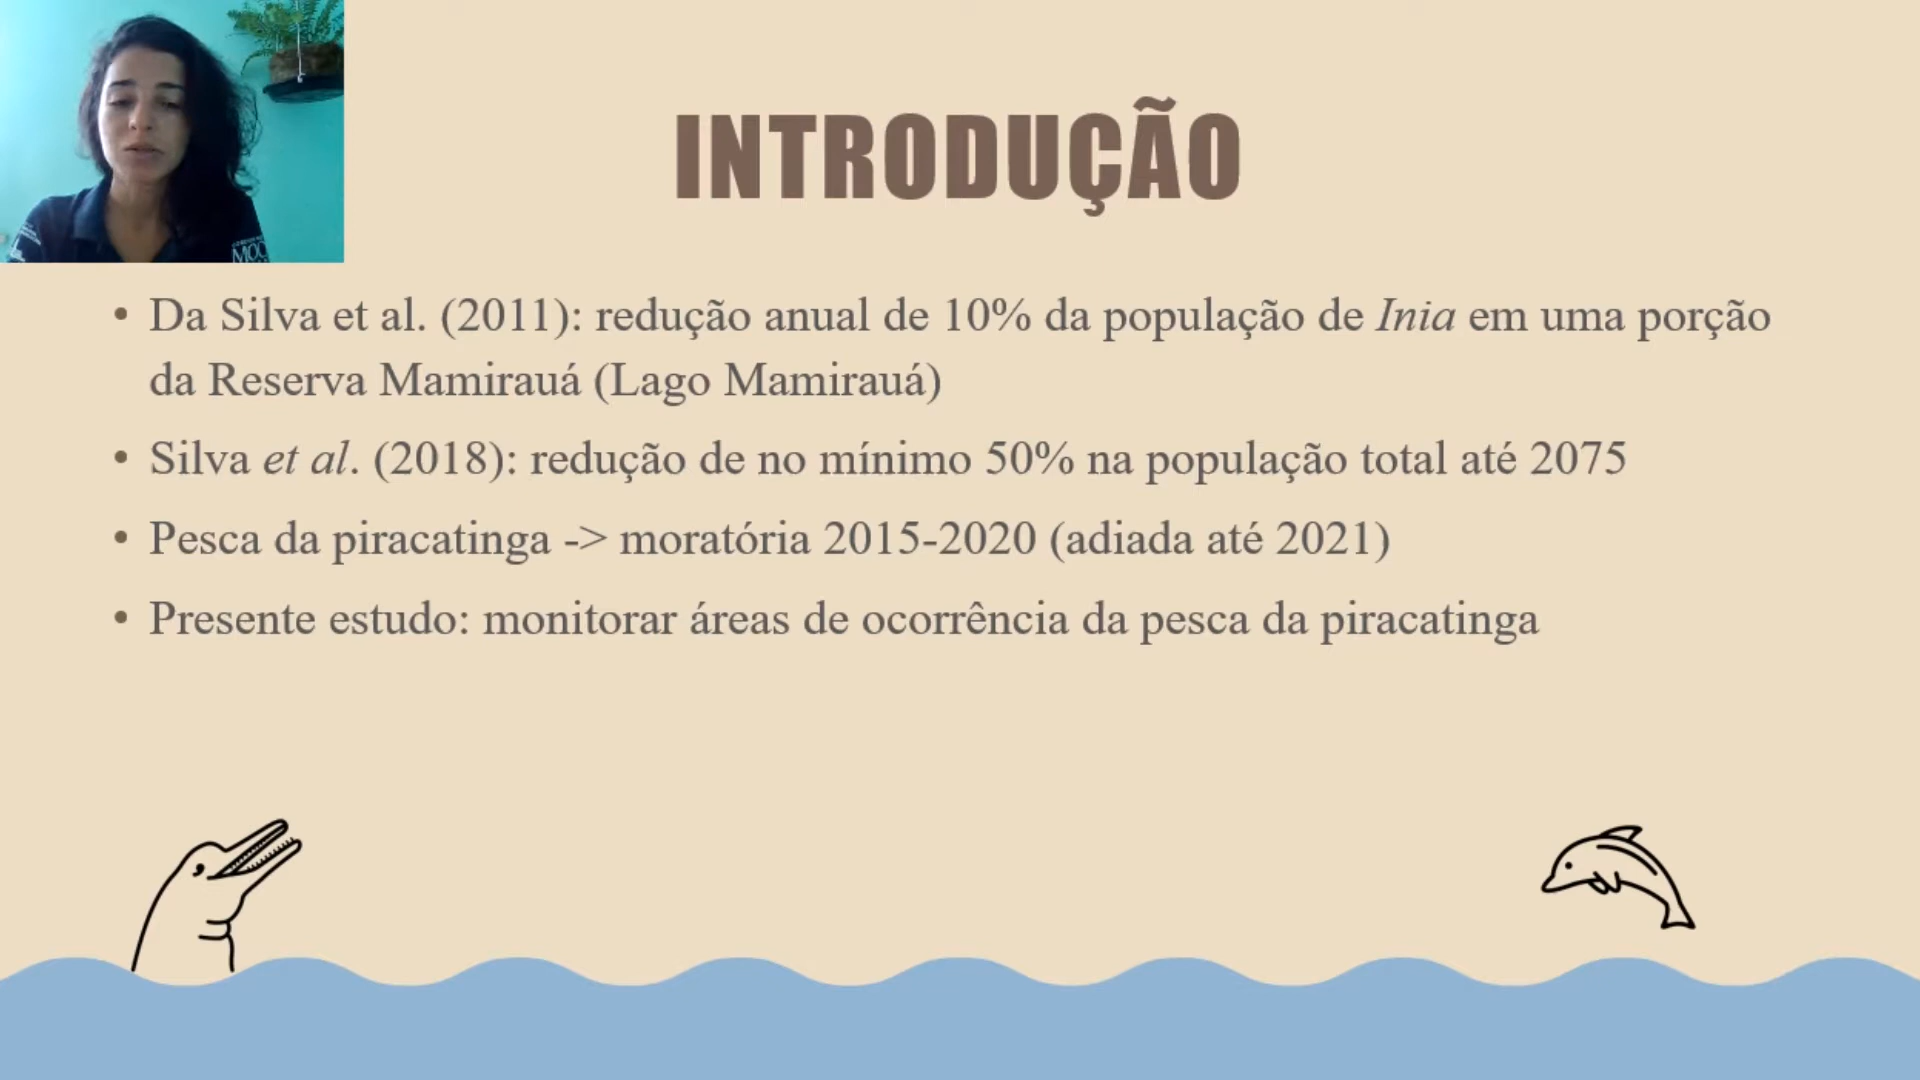 INTRODUÇÃO
• Da Silva et al. (2011): redução anual de 10% da população de Inia em uma porção
da Reserva Mamirauá (Lago Mamirauá)
• Silva et al. (2018): redução de no mínimo 50% na população total até 2075
• Pesca da piracatinga -> moratória 2015-2020 (adiada até 2021)
• Presente estudo: monitorar áreas de ocorrência da pesca da piracatinga